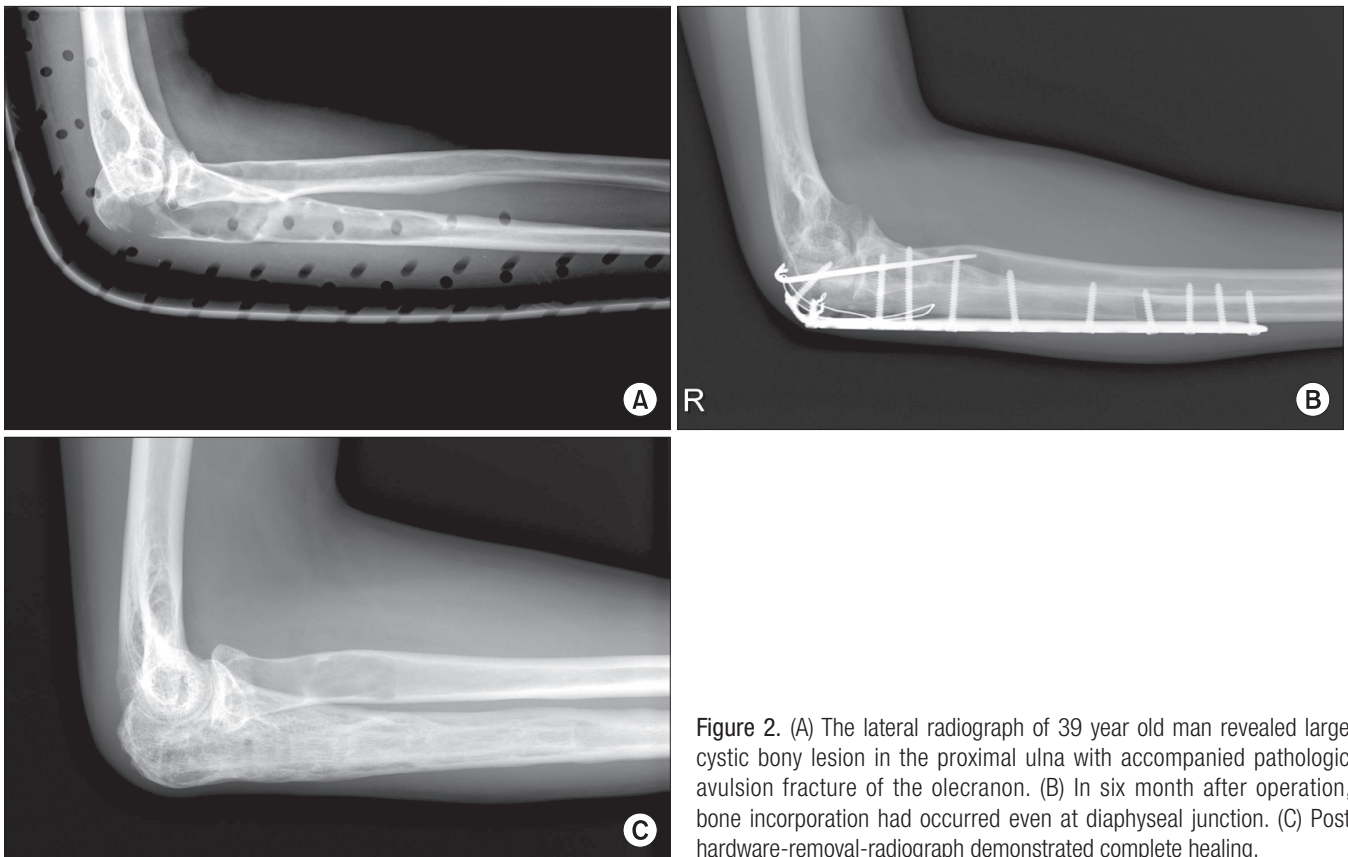 A
R
B
C
Figure 2. (A) The lateral radiograph of 39 year old man revealed large
cystic bony lesion in the proximal ulna with accompanied pathologic
avulsion fracture of the olecranon. (B) In six month after operation,
bone incorporation had occurred even at diaphyseal junction. (C) Post
hardware-removal-radiograph demonstrated complete healing.